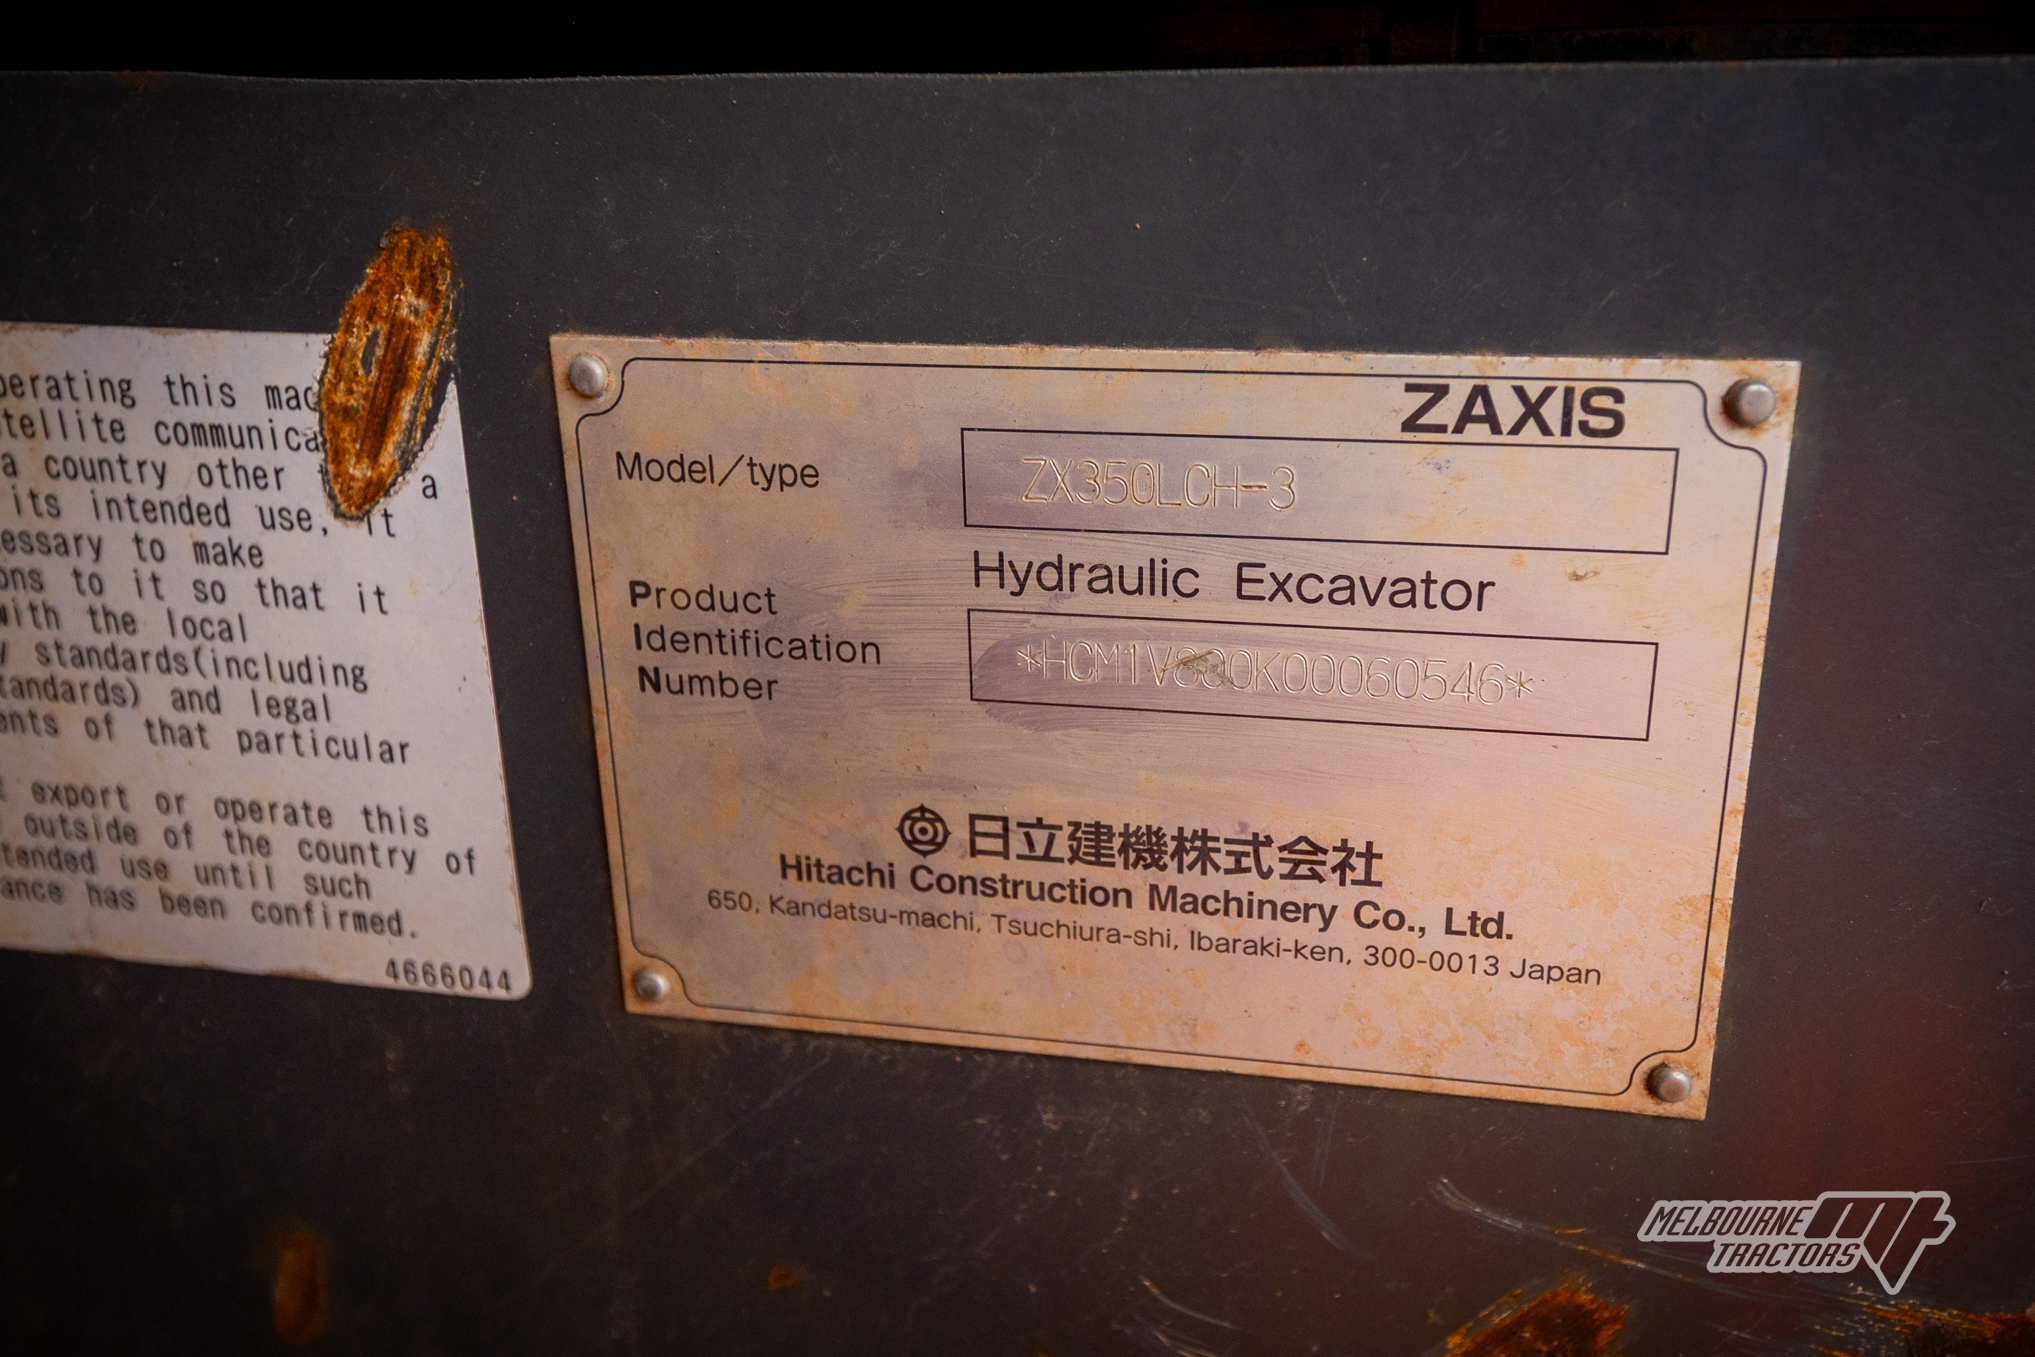 perating this mac
tellite communica
a country other a
its intended use, it
essary to make
ons to it so that it
with the local
y standards(including
tandards) and legal
ents of that particular
export or operate this
outside of the country of
tended use until such
ance has been confirmed.
4666044
ZAXIS
Model/type ZX350LCH-3
Hydraulic Excavator
Product
Identification
Number
*HCM1V800K00060546*
日立建機株式会社
Hitachi Construction Machinery Co., Ltd.
650, Kandatsu-machi, Tsuchiura-shi, Ibaraki-ken, 300-0013 Japan
MELBOURNE
TRACTORS